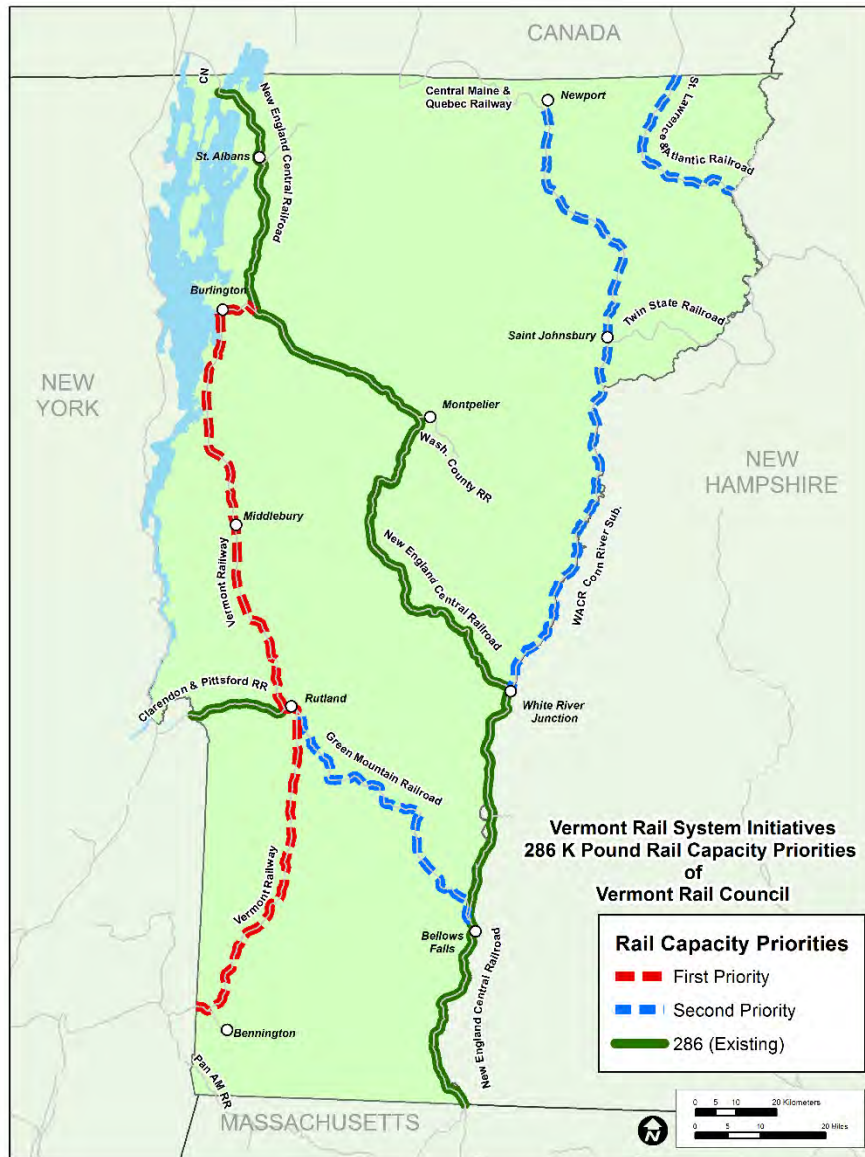 CANADA
CN
New England Central Railroad
Central Maine &
Quebec Railway
Newport
St. Lawrence &
Atlantic Railroad
St. Albans
Burlington
Saint Johnsbury
Twin State Railroad
NEW
YORK
Montpelier
Wash. County RR
NEW
HAMPSHIRE
Middlebury
Vermont Railway
New England Central Railroad
WACR Conn River Sub.
Clarendon & Pittsford RR
Rutland
White River
Junction
Green Mountain Railroad
Vermont Railway
Bellows
Falls
New England Central Railroad
Bennington
Pan AM RR
MASSACHUSETTS
Vermont Rail System Initiatives
286 K Pound Rail Capacity Priorities
of
Vermont Rail Council
Rail Capacity Priorities
First Priority
Second Priority
286 (Existing)
N
0 5 10 20 Kilometers
0 5 10 20 Miles